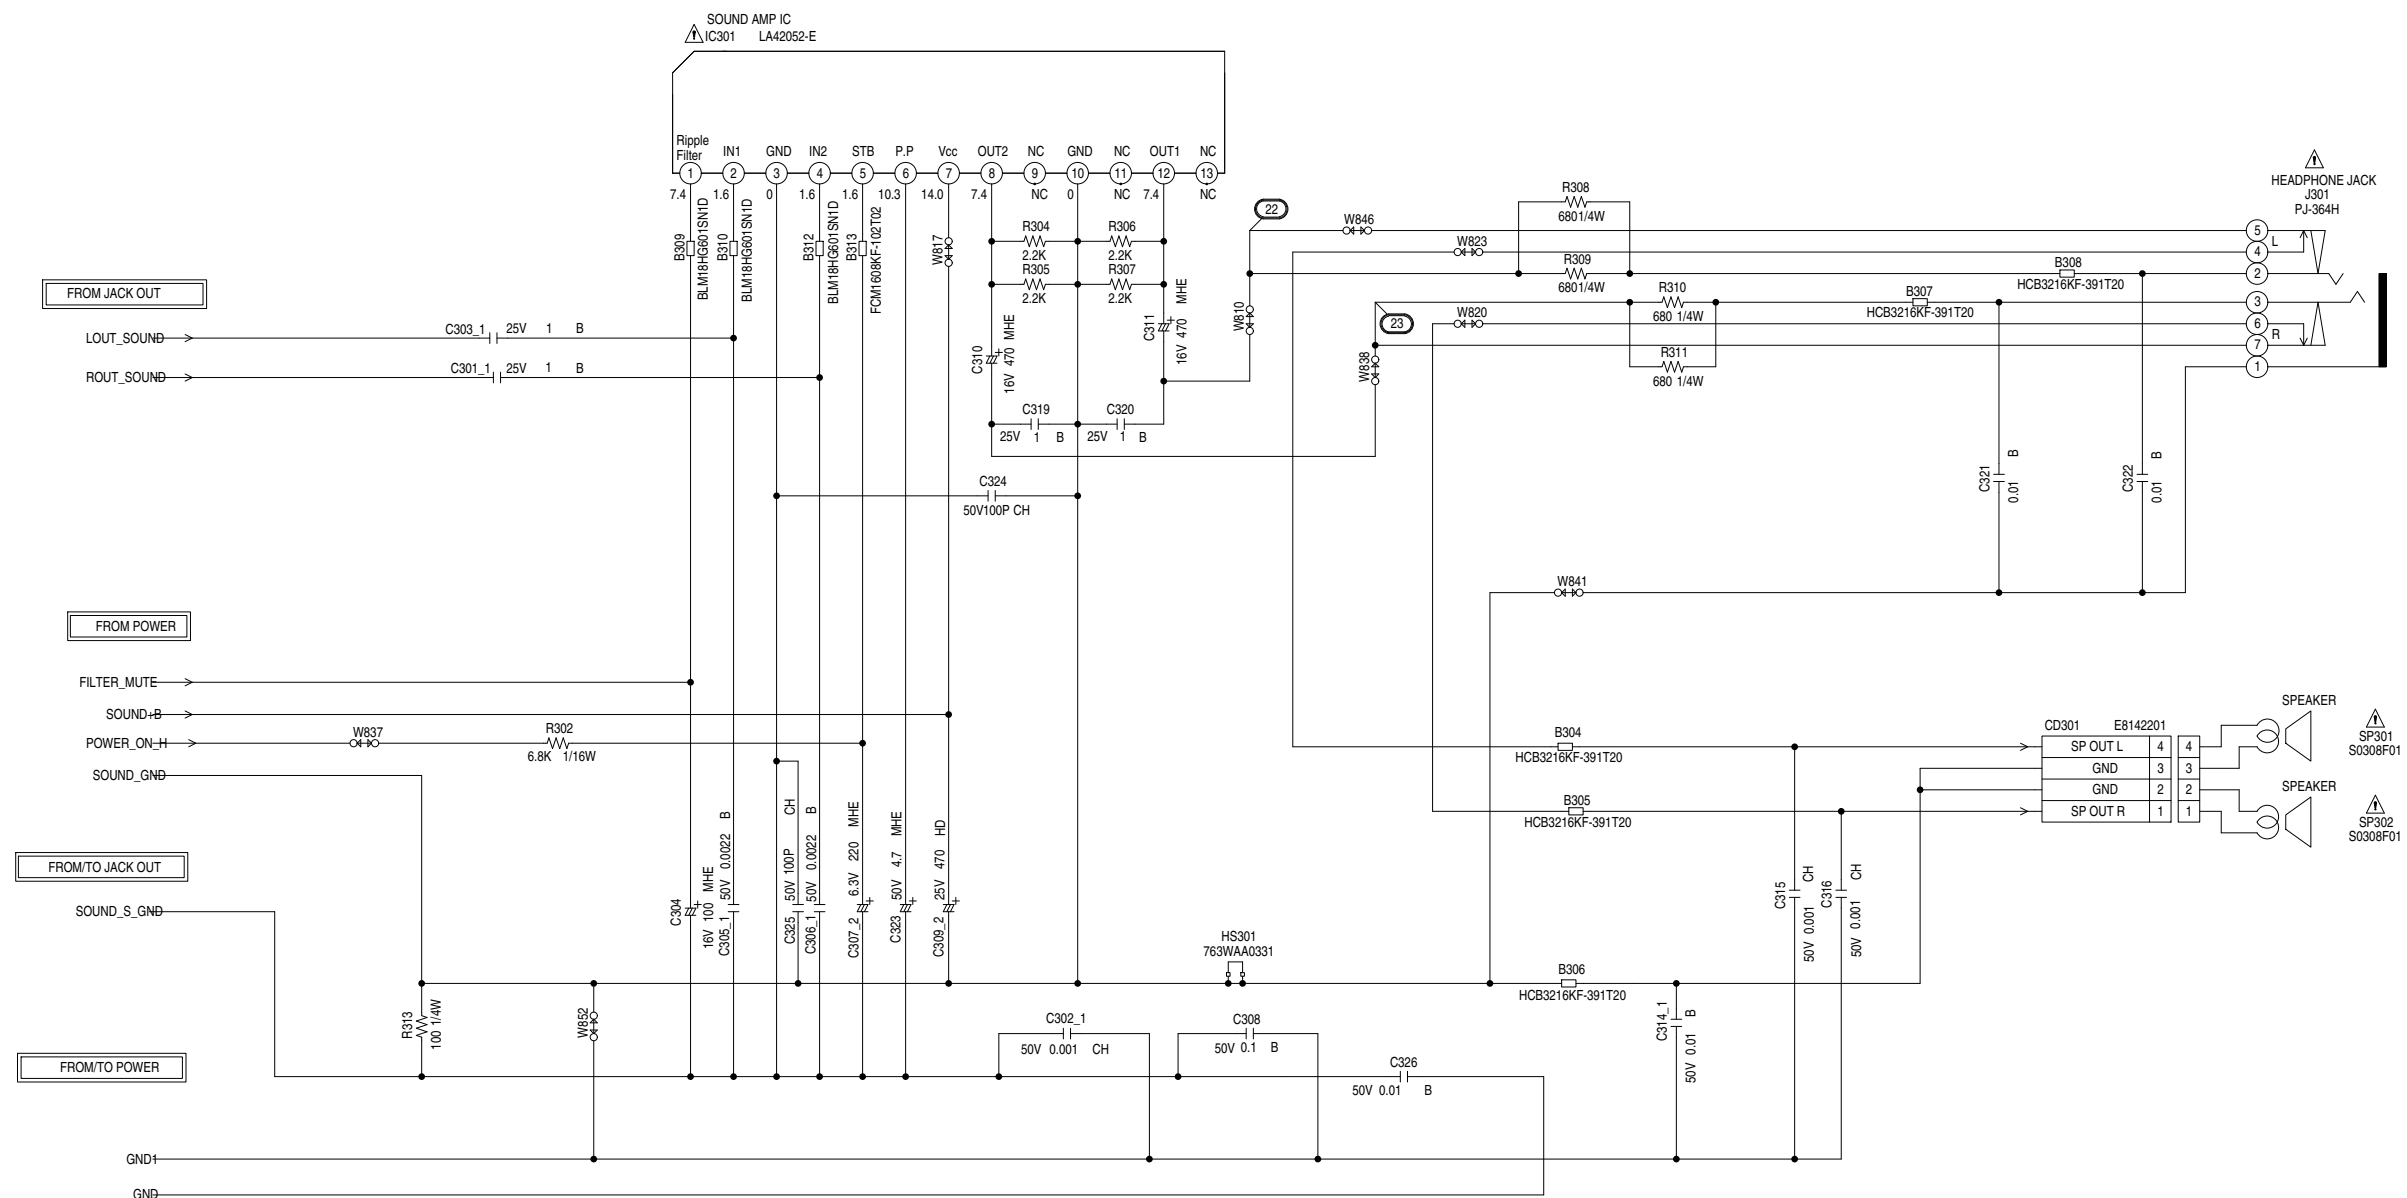 SOUND AMP IC
IC301 LA42052-E
Ripple
Filter
IN1
GND
IN2
STB
P.P
Vcc
OUT2
NC
GND
NC
OUT1
NC
1
2
3
4
5
6
7
8
9
10
11
12
13
7.4
1.6
0
1.6
1.6
10.3
14.0
7.4
NC
0
NC
7.4
NC
B309
BLM18HG601SN1D
B310
BLM18HG601SN1D
B312
BLM18HG601SN1D
B313
FCM1608KF-102T02
W817
R304
2.2K
R305
2.2K
R306
2.2K
R307
2.2K
C310
16V 470 MHE
C311
16V 470 MHE
C319
25V 1 B
C320
25V 1 B
C324
50V100P CH
W810
22
W846
W823
R308
6801/4W
R309
6801/4W
23
W820
W838
R310
680 1/4W
R311
680 1/4W
B307
HCB3216KF-391T20
B308
HCB3216KF-391T20
HEADPHONE JACK
J301
PJ-364H
5
4
L
2
3
6
R
7
1
C321
0.01 B
C322
0.01 B
W841
FROM JACK OUT
LOUT_SOUND
C303_1
25V 1 B
ROUT_SOUND
C301_1
25V 1 B
FROM POWER
FILTER_MUTE
SOUND+B
POWER_ON_H
W837
R302
6.8K 1/16W
SOUND_GND
FROM/TO JACK OUT
SOUND_S_GND
FROM/TO POWER
GND1
GND
R313
100 1/4W
W852
C304
16V 100 MHE
C305_1
50V 0.0022 B
C325
50V 100P CH
C306_1
50V 0.0022 B
C307_2
6.3V 220 MHE
C323
50V 4.7 MHE
C309_2
25V 470 HD
HS301
763WAA0331
C302_1
50V 0.001 CH
C308
50V 0.1 B
C326
50V 0.01 B
B304
HCB3216KF-391T20
B305
HCB3216KF-391T20
B306
HCB3216KF-391T20
C314_1
50V 0.01 B
C315
50V 0.001 CH
C316
50V 0.001 CH
CD301 E8142201
SP OUT L 4 4
GND 3 3
GND 2 2
SP OUT R 1 1
SPEAKER
SP301
S0308F01
SPEAKER
SP302
S0308F01